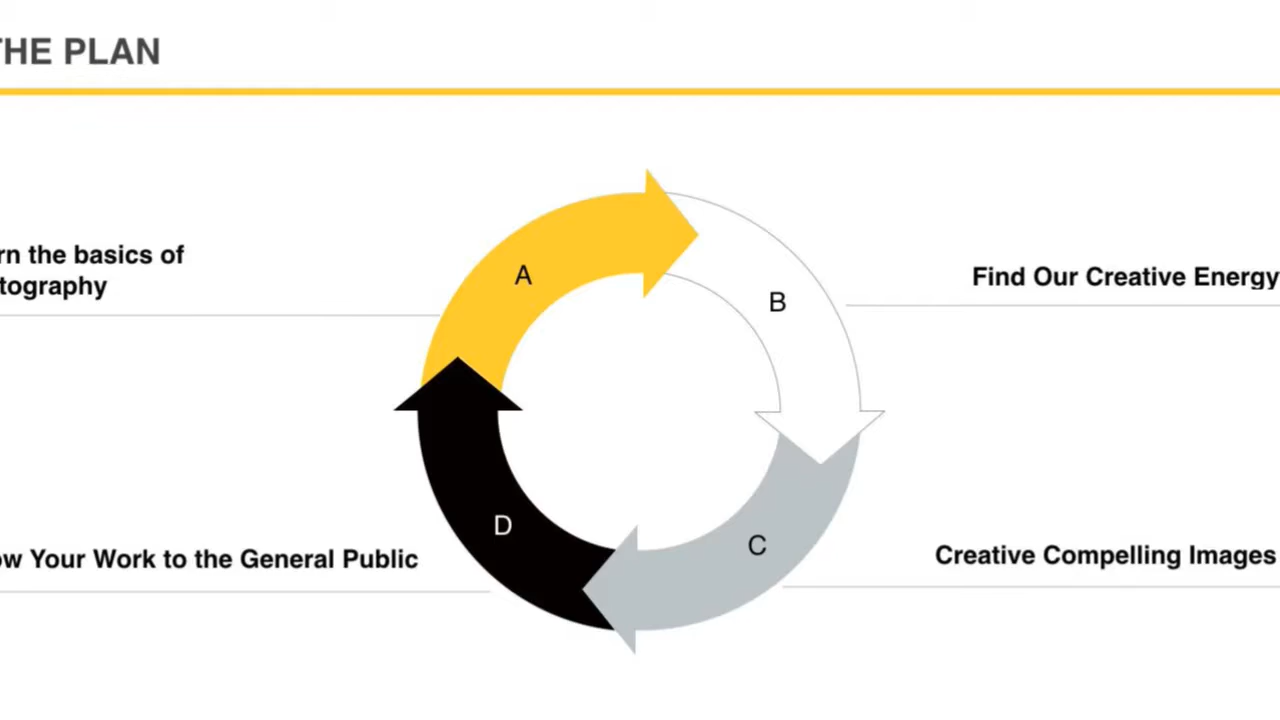 THE PLAN
rn the basics of
tography
A
B
Find Our Creative Energy
D
C
ow Your Work to the General Public
Creative Compelling Images